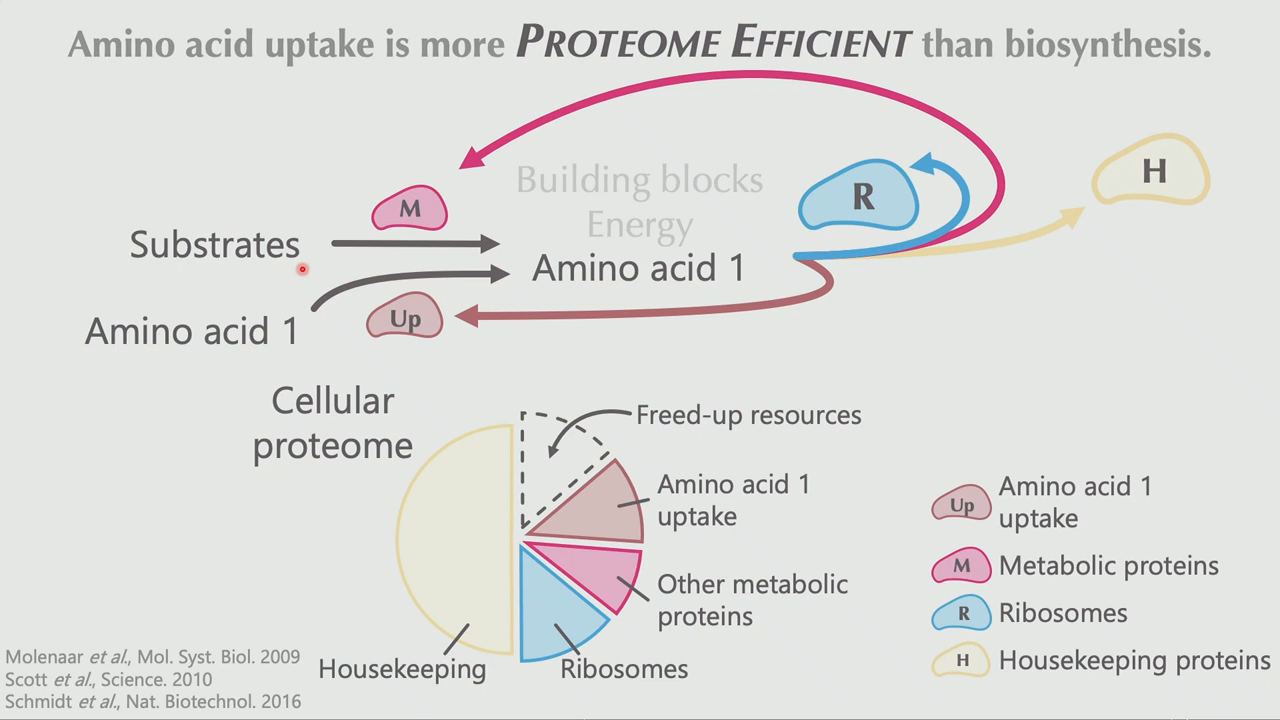 Amino acid uptake is more PROTEOME EFFICIENT than biosynthesis.
Building blocks
Energy
M
R
H
Substrates
Amino acid 1
Amino acid 1
Up
Cellular
proteome
Freed-up resources
Amino acid 1
uptake
Other metabolic
proteins
Housekeeping
Ribosomes
Up
Amino acid 1
uptake
M
Metabolic proteins
R
Ribosomes
H
Housekeeping proteins
Molenaar et al., Mol. Syst. Biol. 2009
Scott et al., Science. 2010
Schmidt et al., Nat. Biotechnol. 2016